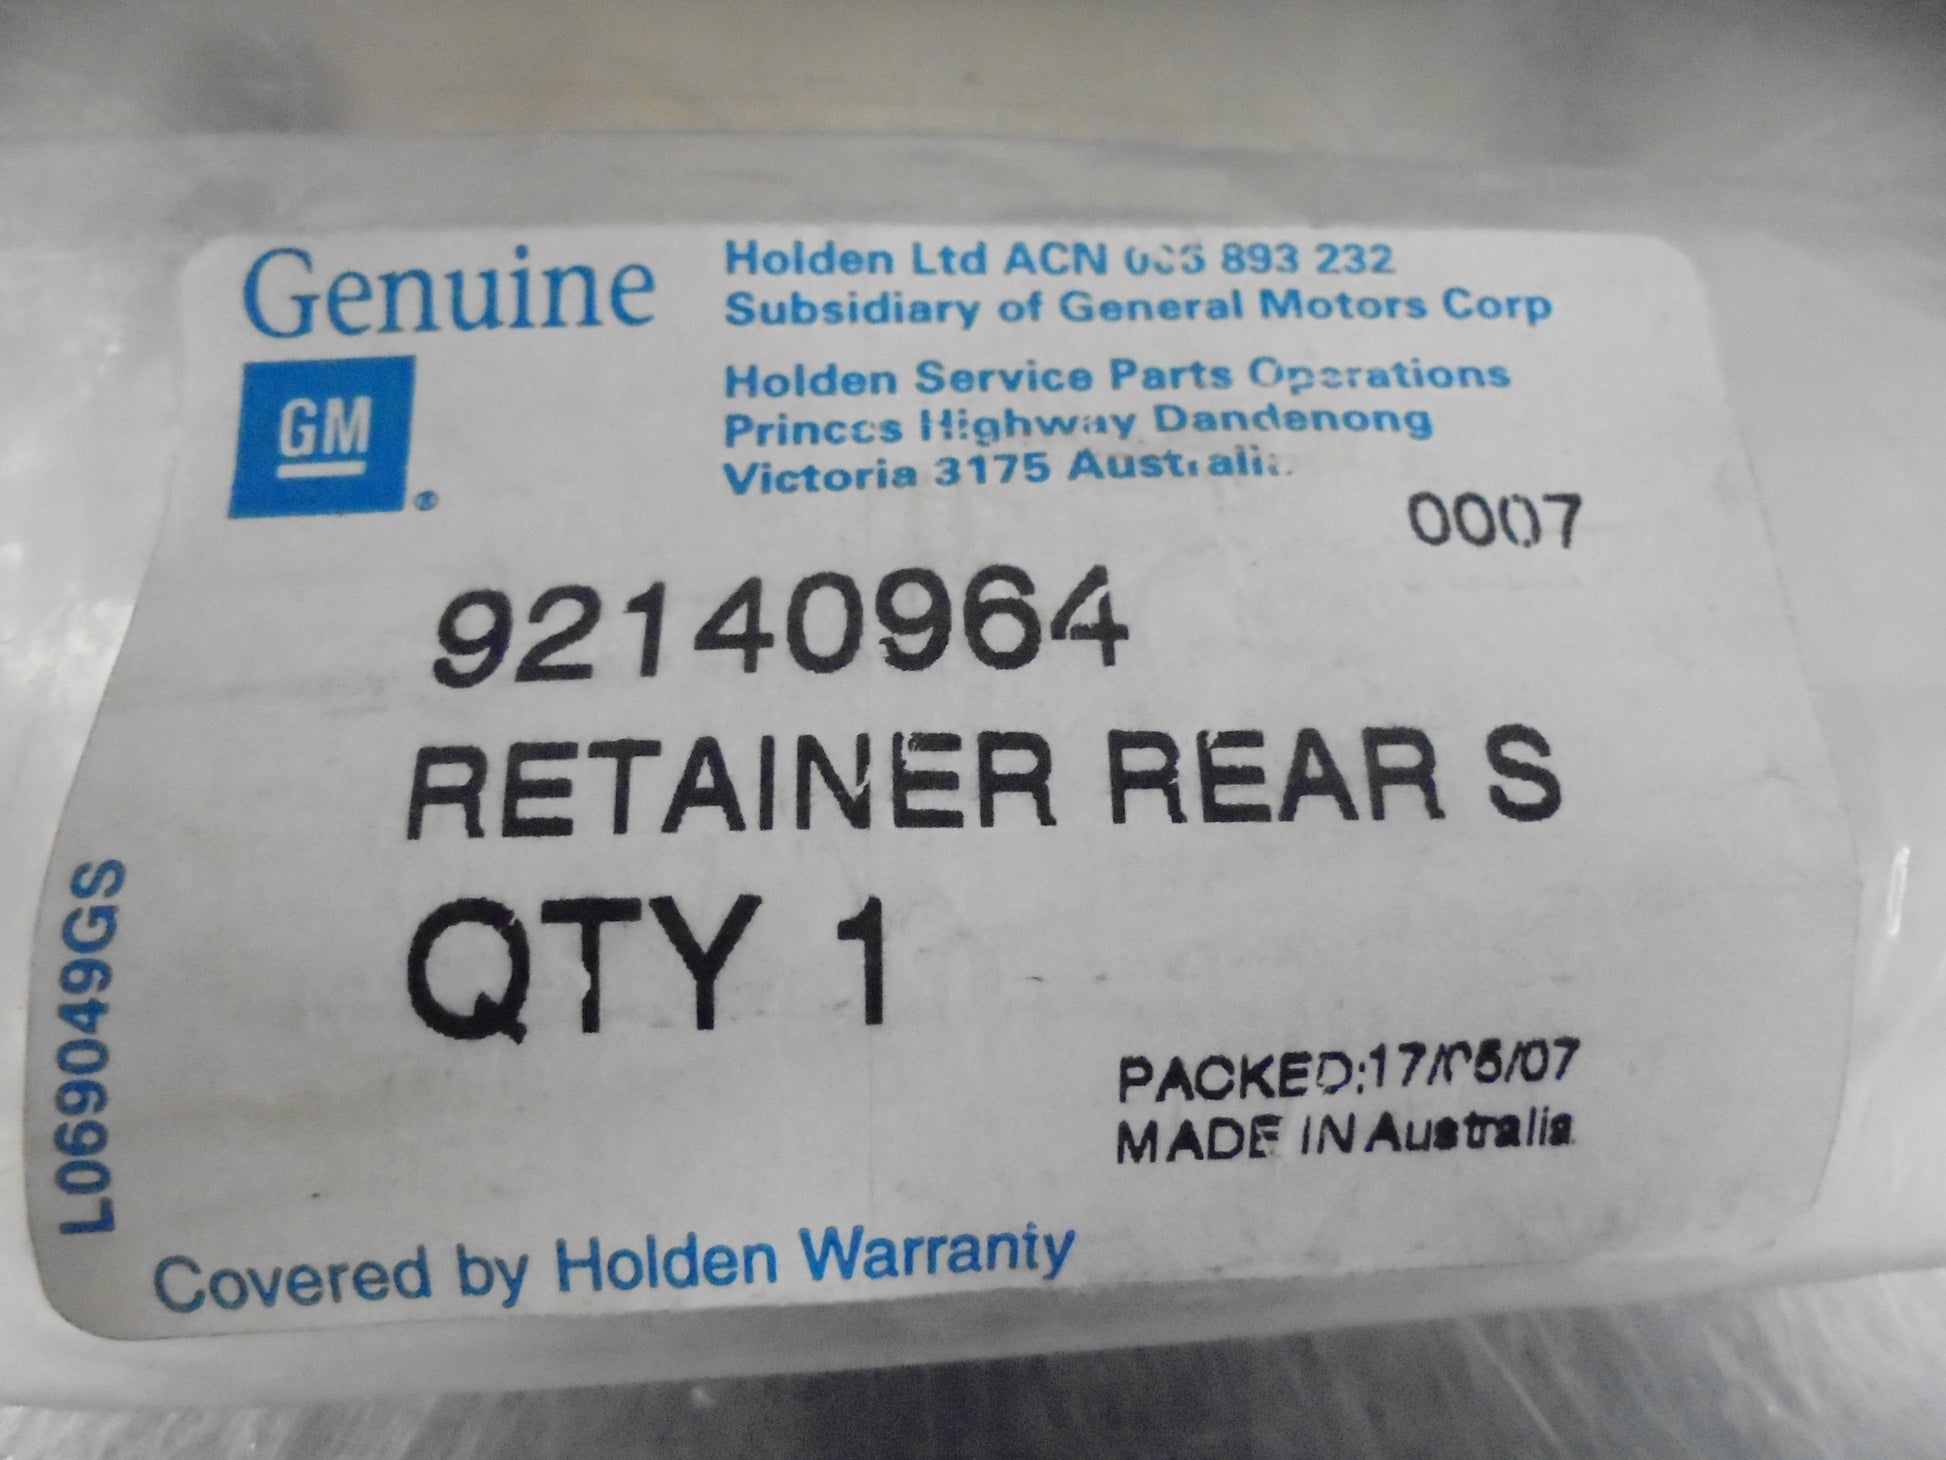 Genuine
GM
®
Holden Ltd ACN 893 232
Subsidiary of General Motors Corp
Holden Service Parts Operations
Princes Highway Dandenong
Victoria 3175 Australia.
0007
92140964
RETAINER REAR S
QTY 1
PACKED:17/05/07
MADE IN Australia
L069049GS
Covered by Holden Warranty